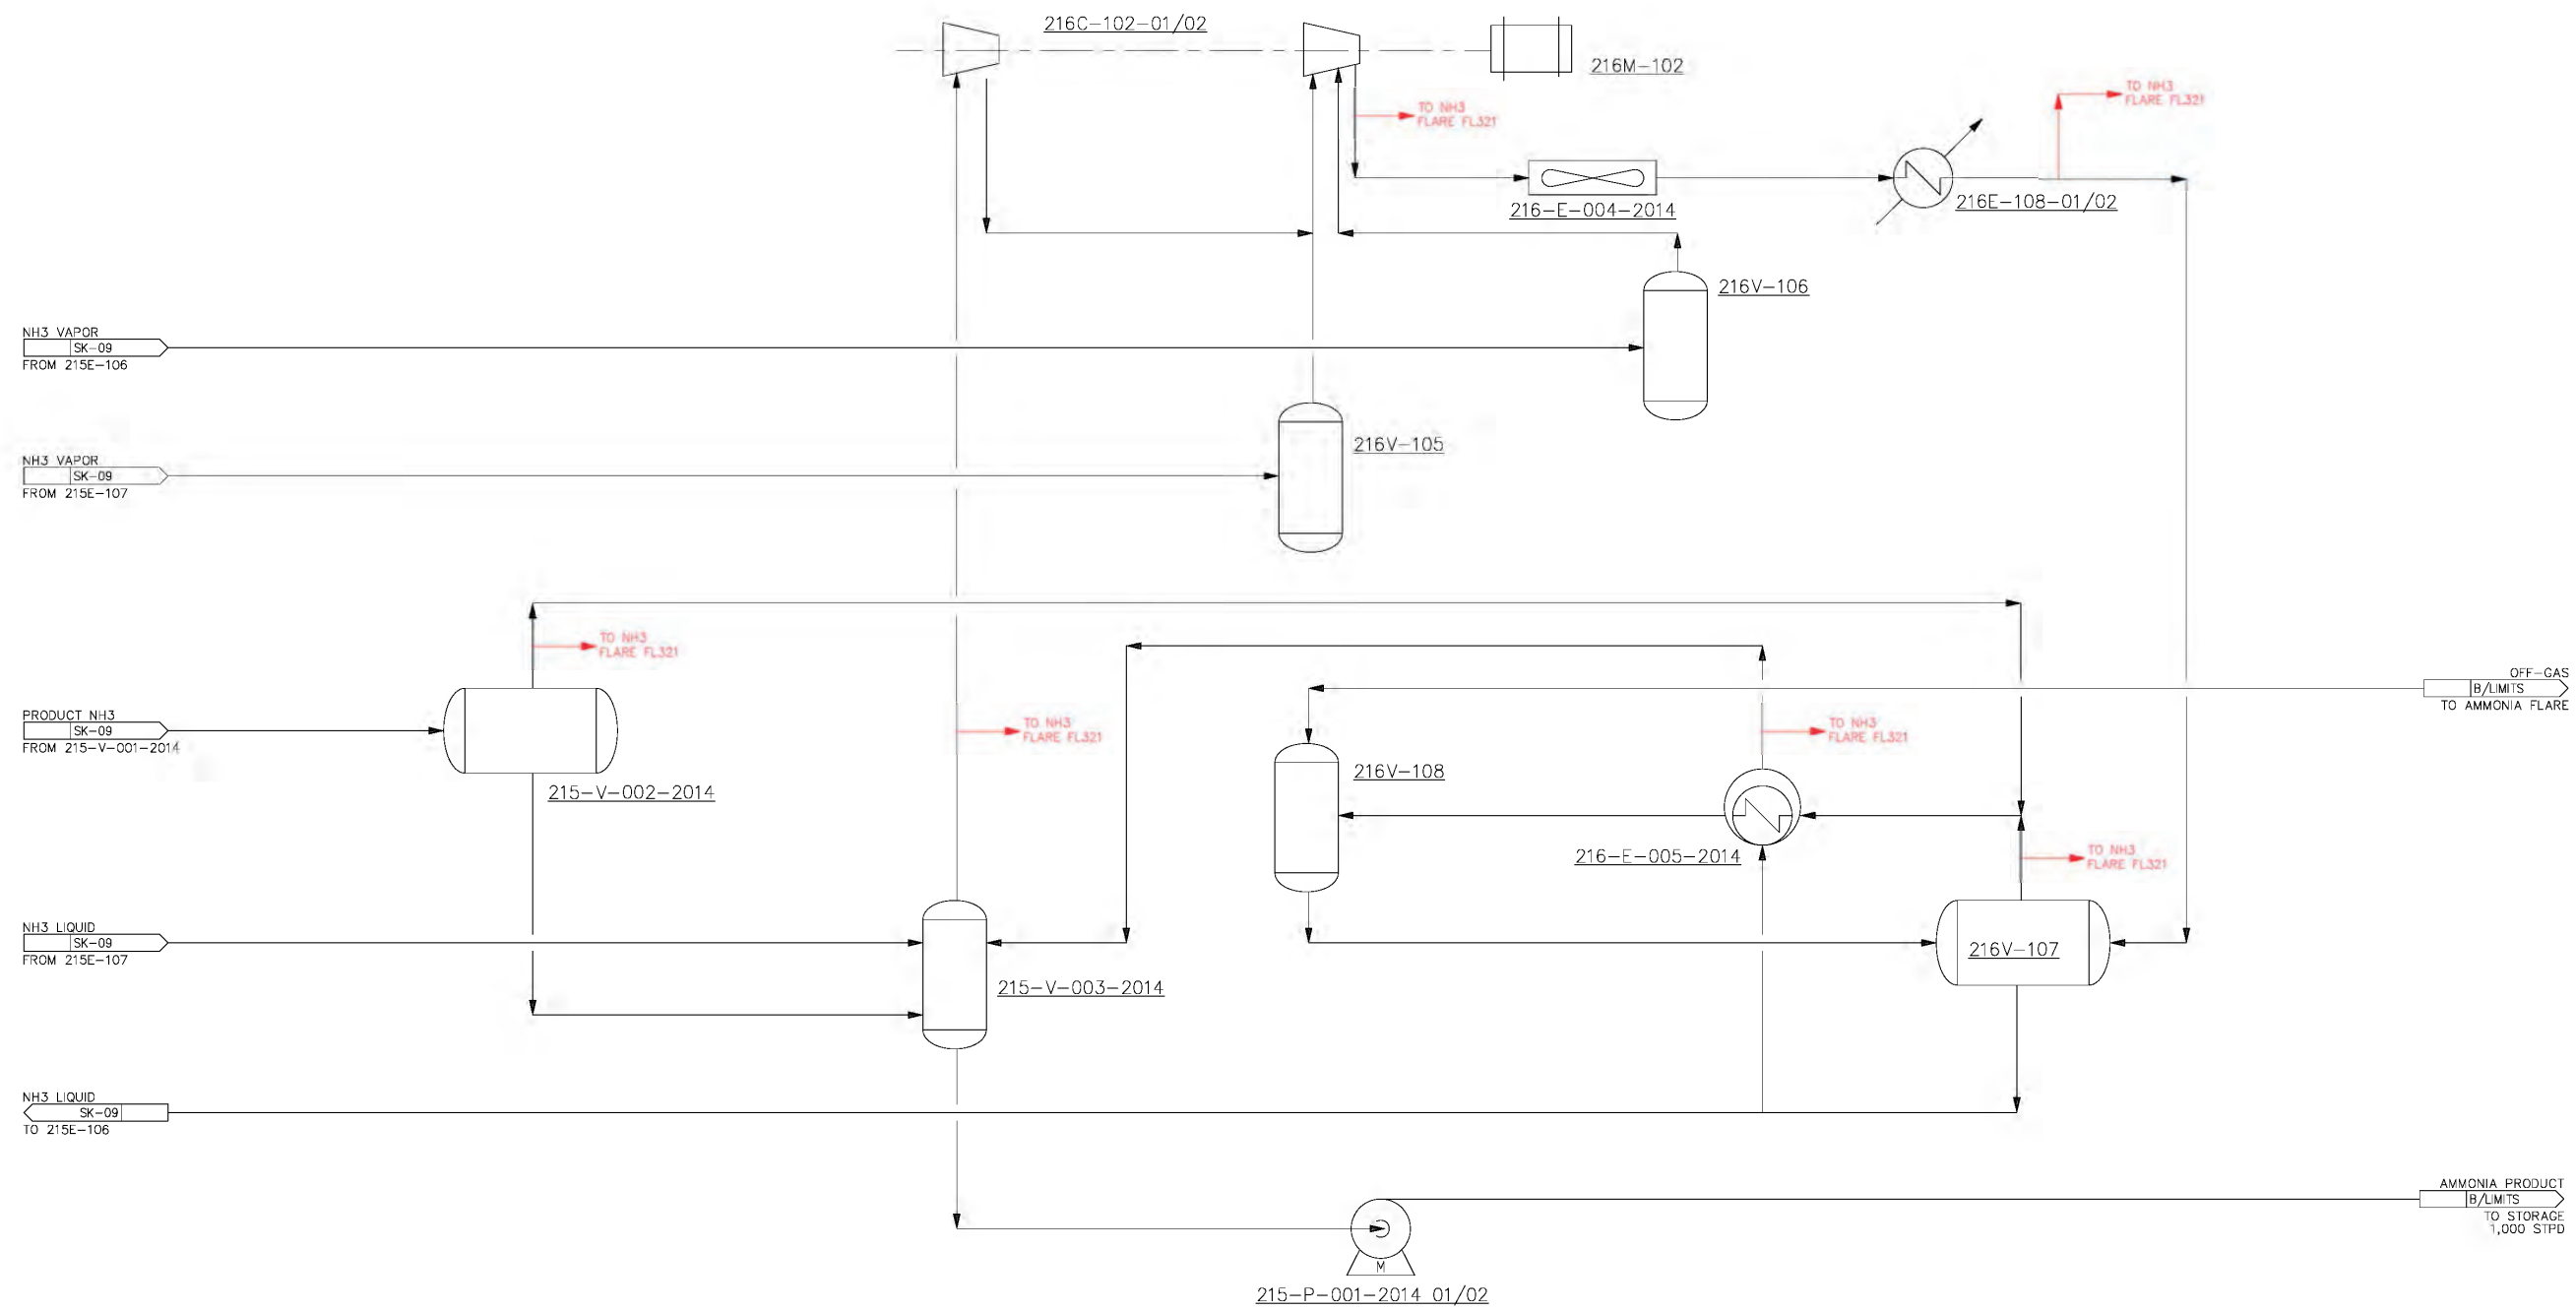 216C-102-01/02
216M-102
TO NH3
FLARE FL321
TO NH3
FLARE FL321
216-E-004-2014
216E-108-01/02
216V-106
NH3 VAPOR
SK-09
FROM 215E-106
216V-105
NH3 VAPOR
SK-09
FROM 215E-107
TO NH3
FLARE FL321
OFF-GAS
B/LIMITS
TO AMMONIA FLARE
PRODUCT NH3
SK-09
FROM 215-V-001-2014
TO NH3
FLARE FL321
TO NH3
FLARE FL321
215-V-002-2014
216V-108
216-E-005-2014
TO NH3
FLARE FL321
NH3 LIQUID
SK-09
FROM 215E-107
216V-107
215-V-003-2014
NH3 LIQUID
SK-09
TO 215E-106
AMMONIA PRODUCT
B/LIMITS
TO STORAGE
1,000 STPD
M
215-P-001-2014 01/02